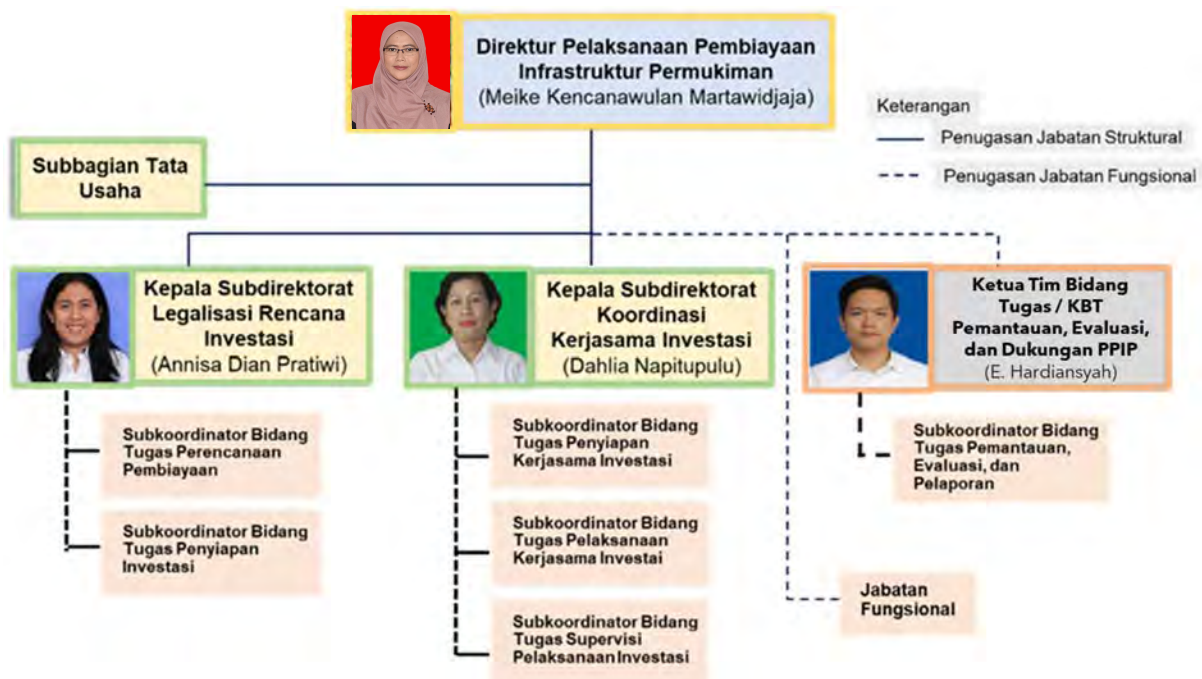 Direktur Pelaksanaan Pembiayaan
Infrastruktur Permukiman
(Meike Kencanawulan Martawidjaja)
Keterangan
Penugasan Jabatan Struktural
Penugasan Jabatan Fungsional
Subbagian Tata
Usaha
Kepala Subdirektorat
Legalisasi Rencana
Investasi
(Annisa Dian Pratiwi)
Kepala Subdirektorat
Koordinasi
Kerjasama Investasi
(Dahlia Napitupulu)
Ketua Tim Bidang
Tugas / KBT
Pemantauan, Evaluasi,
dan Dukungan PPIP
(E. Hardiansyah)
Subkoordinator Bidang
Tugas Perencanaan
Pembiayaan
Subkoordinator Bidang
Tugas Penyiapan
Investasi
Subkoordinator Bidang
Tugas Penyiapan
Kerjasama Investasi
Subkoordinator Bidang
Tugas Pelaksanaan
Kerjasama Investai
Subkoordinator Bidang
Tugas Supervisi
Pelaksanaan Investasi
Subkoordinator Bidang
Tugas Pemantauan,
Evaluasi, dan
Pelaporan
Jabatan
Fungsional